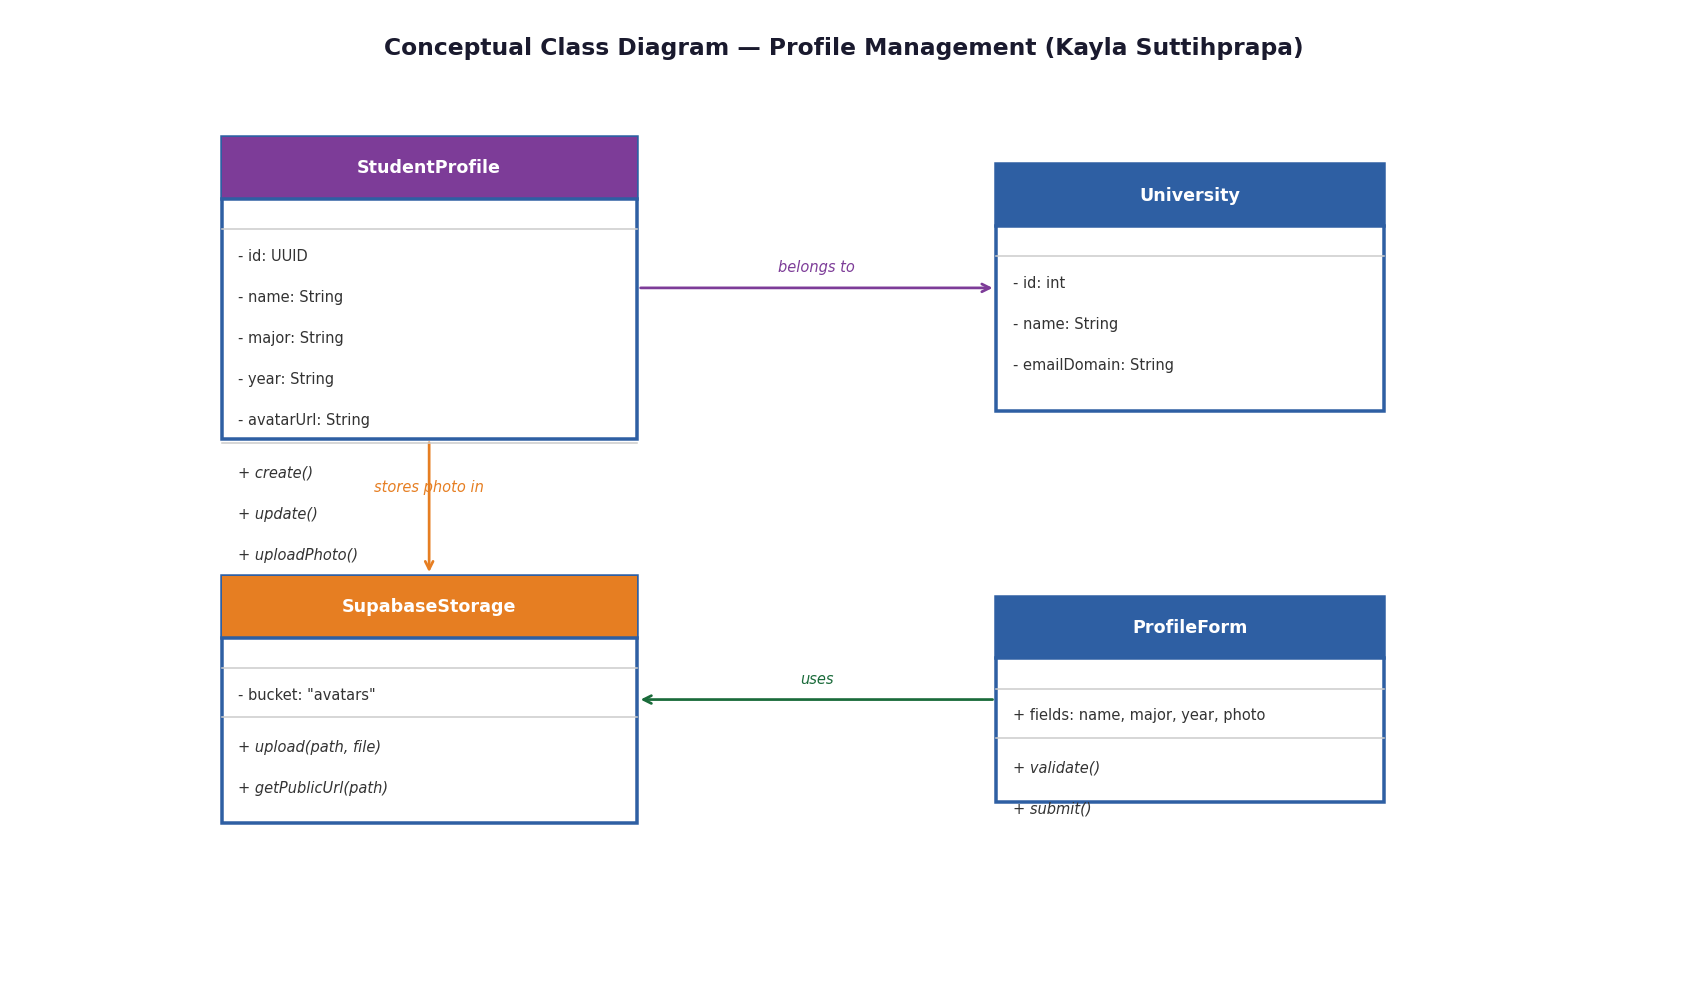 Conceptual Class Diagram — Profile Management (Kayla Suttihprapa)
StudentProfile
- id: UUID
- name: String
- major: String
- year: String
- avatarUrl: String
+ create()
+ update()
+ uploadPhoto()
belongs to
University
- id: int
- name: String
- emailDomain: String
stores photo in
SupabaseStorage
- bucket: "avatars"
+ upload(path, file)
+ getPublicUrl(path)
uses
ProfileForm
+ fields: name, major, year, photo
+ validate()
+ submit()